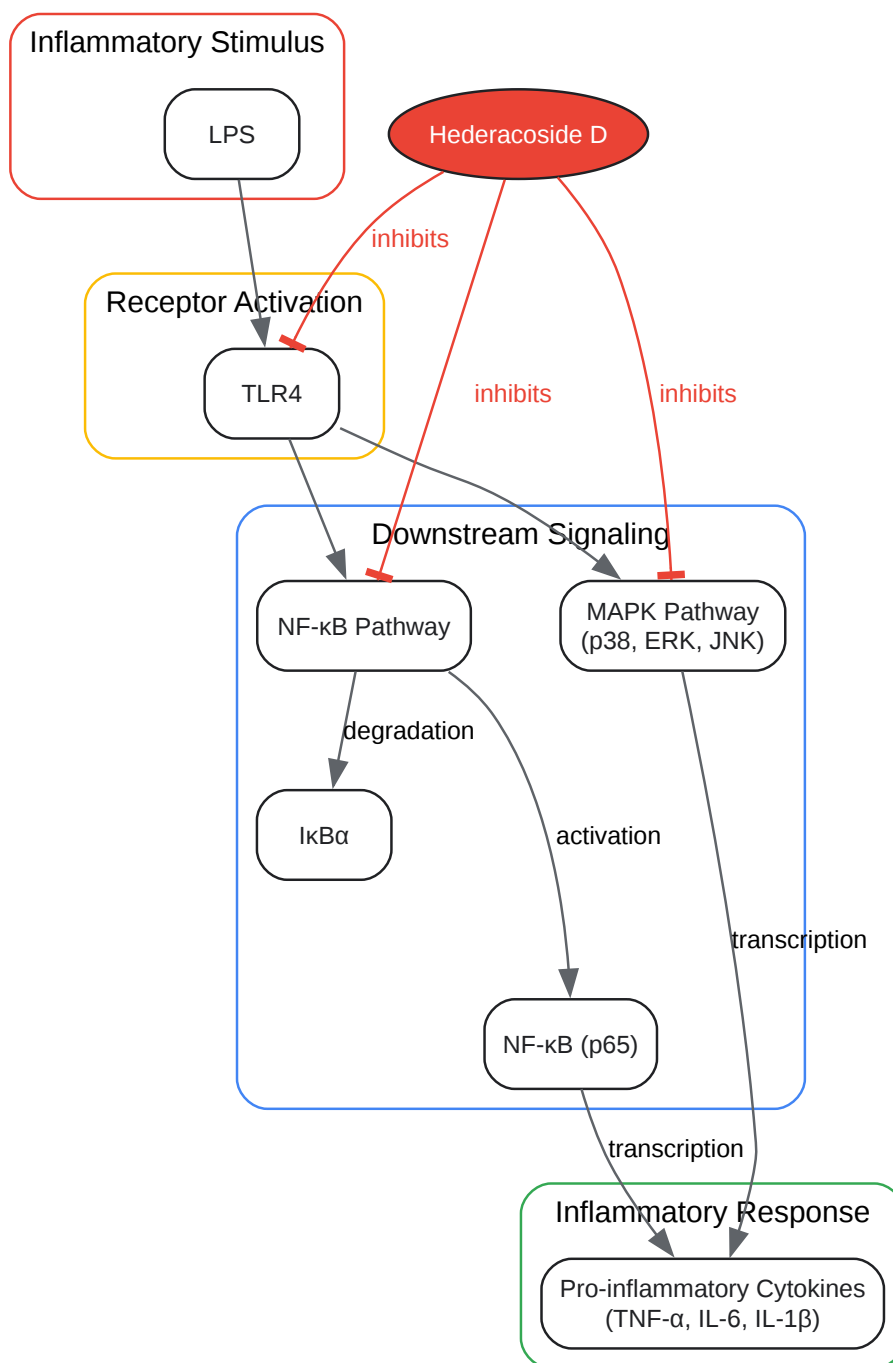 Inflammatory Stimulus
LPS
Hederacoside D
inhibits
Receptor Activation
TLR4
inhibits
inhibits
Downstream Signaling
NF-κB Pathway
MAPK Pathway
(p38, ERK, JNK)
degradation
IκBα
activation
transcription
NF-κB (p65)
transcription
Inflammatory Response
Pro-inflammatory Cytokines
(TNF-α, IL-6, IL-1β)